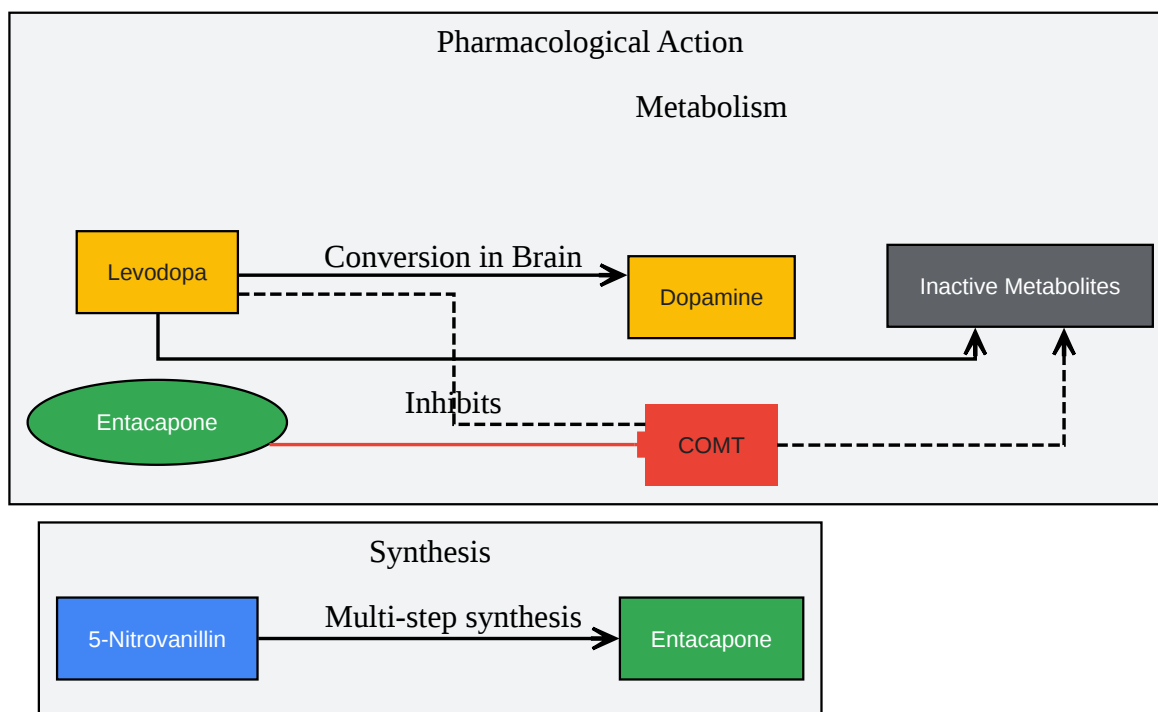 Pharmacological Action
Metabolism
Levodopa
Conversion in Brain
Dopamine
Inactive Metabolites
Entacapone
Inhibits
COMT
Synthesis
5-Nitrovanillin
Multi-step synthesis
Entacapone